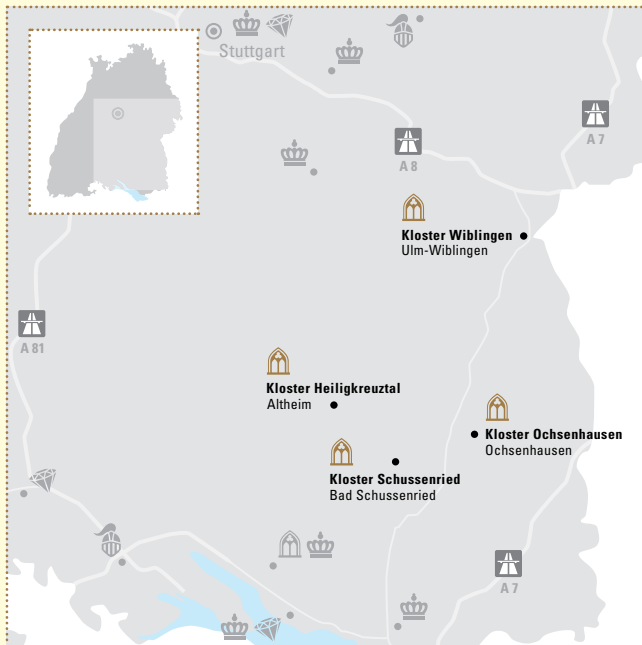 Stuttgart
A 7
A 8
Kloster Wiblingen
Ulm-Wiblingen
A 81
Kloster Heiligkreuztal
Altheim
Kloster Ochsenhausen
Ochsenhausen
Kloster Schussenried
Bad Schussenried
A 7